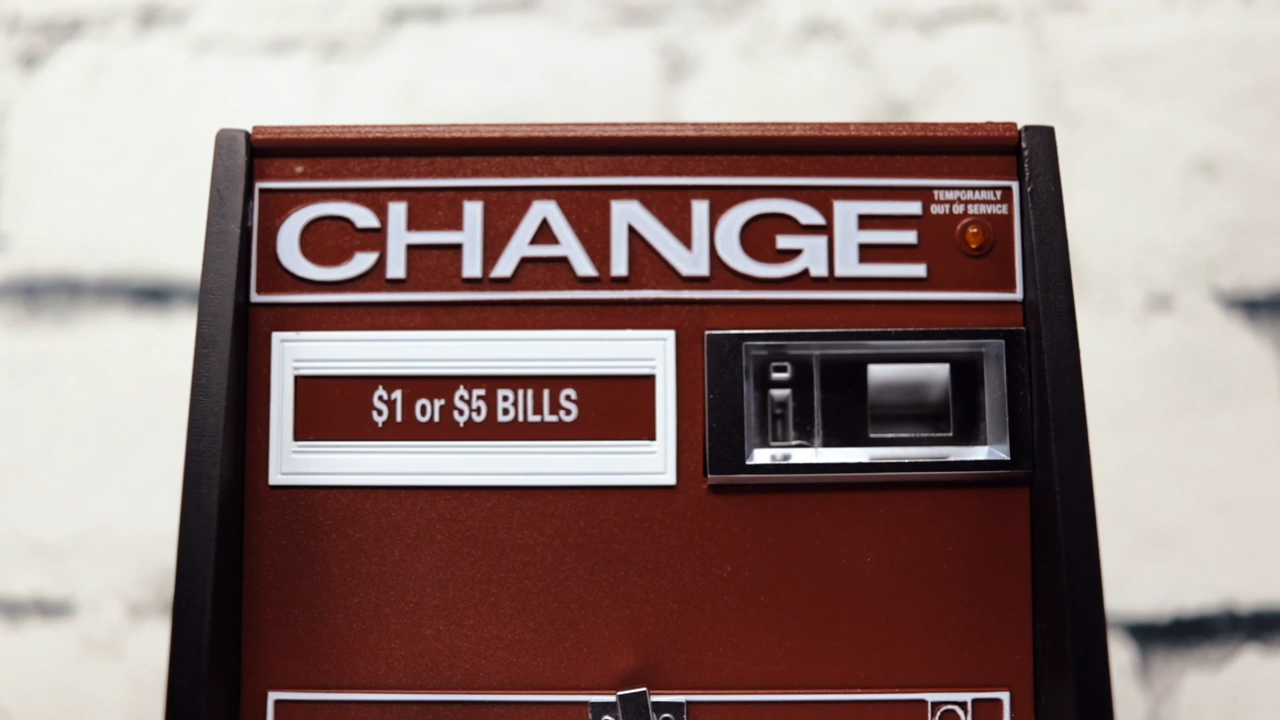 CHANGE
TEMPORARILY
OUT OF SERVICE
$1 or $5 BILLS